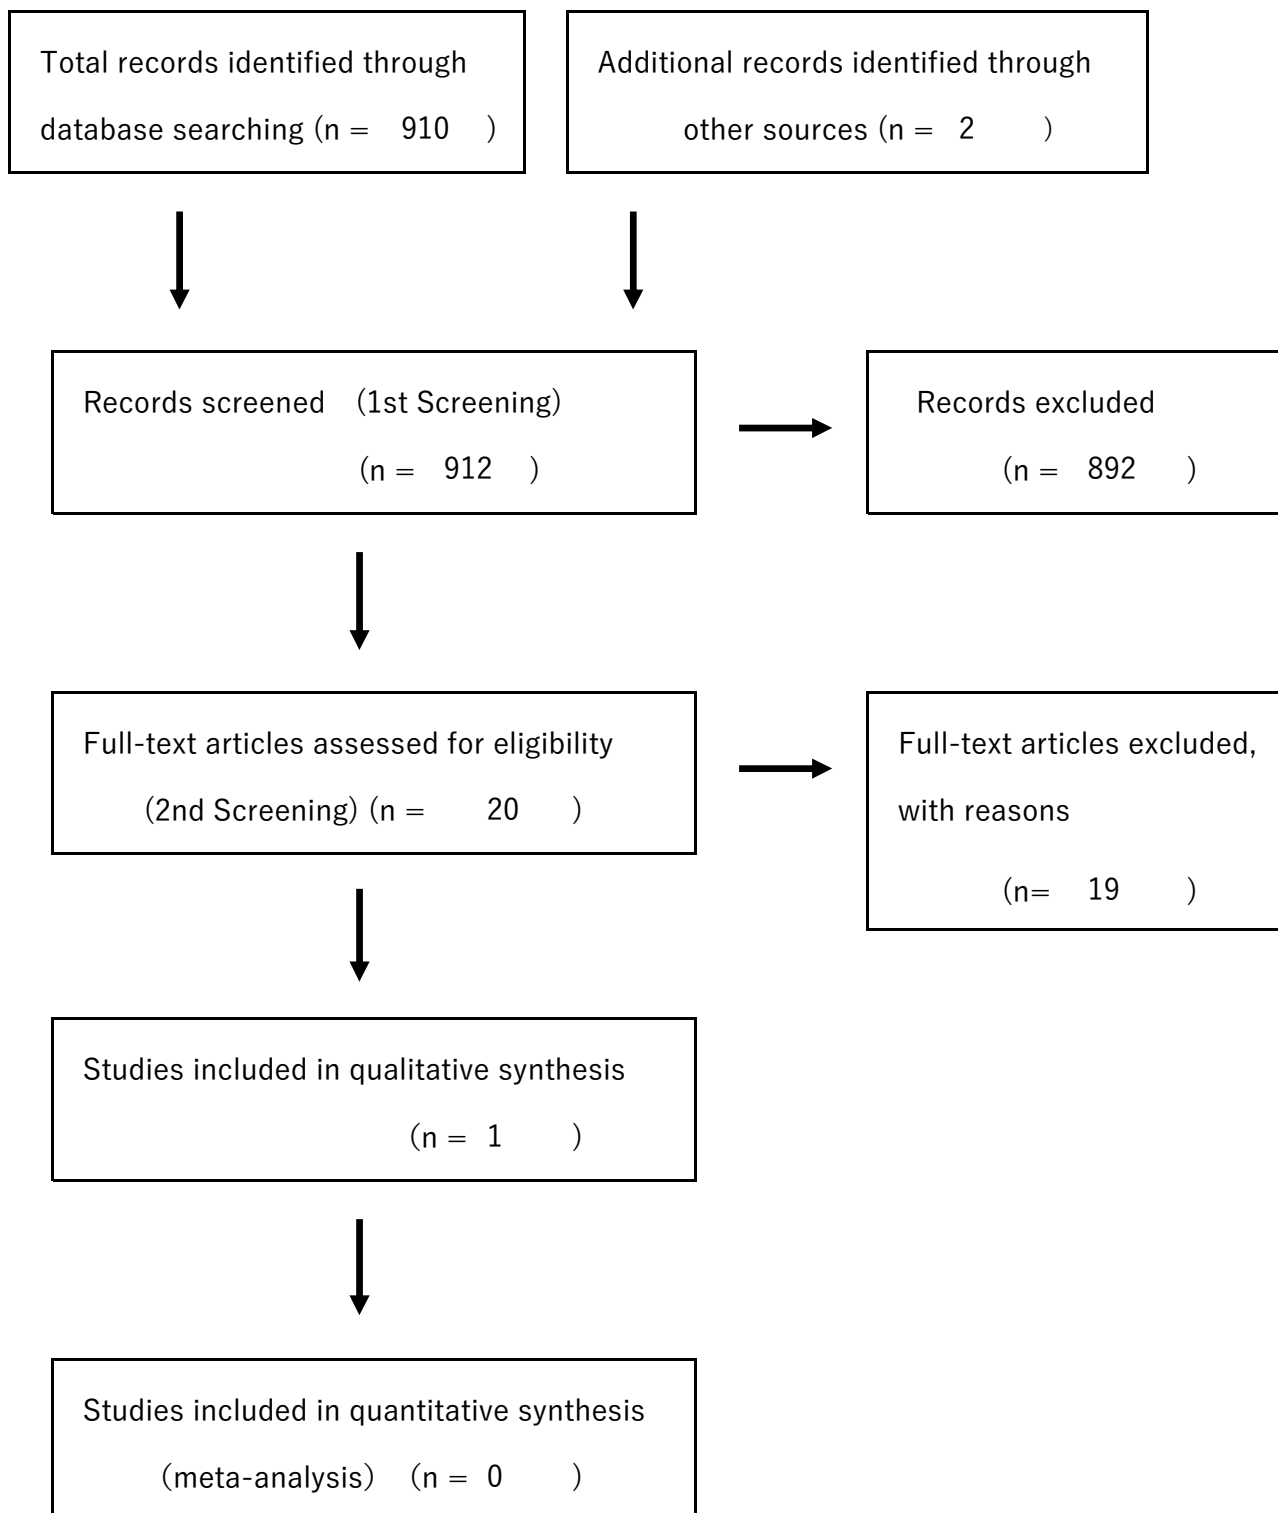 Total records identified through
database searching (n = 910 )
Additional records identified through
other sources (n = 2 )
Records screened (1st Screening)
(n = 912 )
Records excluded
(n = 892 )
Full-text articles assessed for eligibility
(2nd Screening) (n = 20 )
Full-text articles excluded,
with reasons
(n= 19 )
Studies included in qualitative synthesis
(n = 1 )
Studies included in quantitative synthesis
(meta-analysis) (n = 0 )